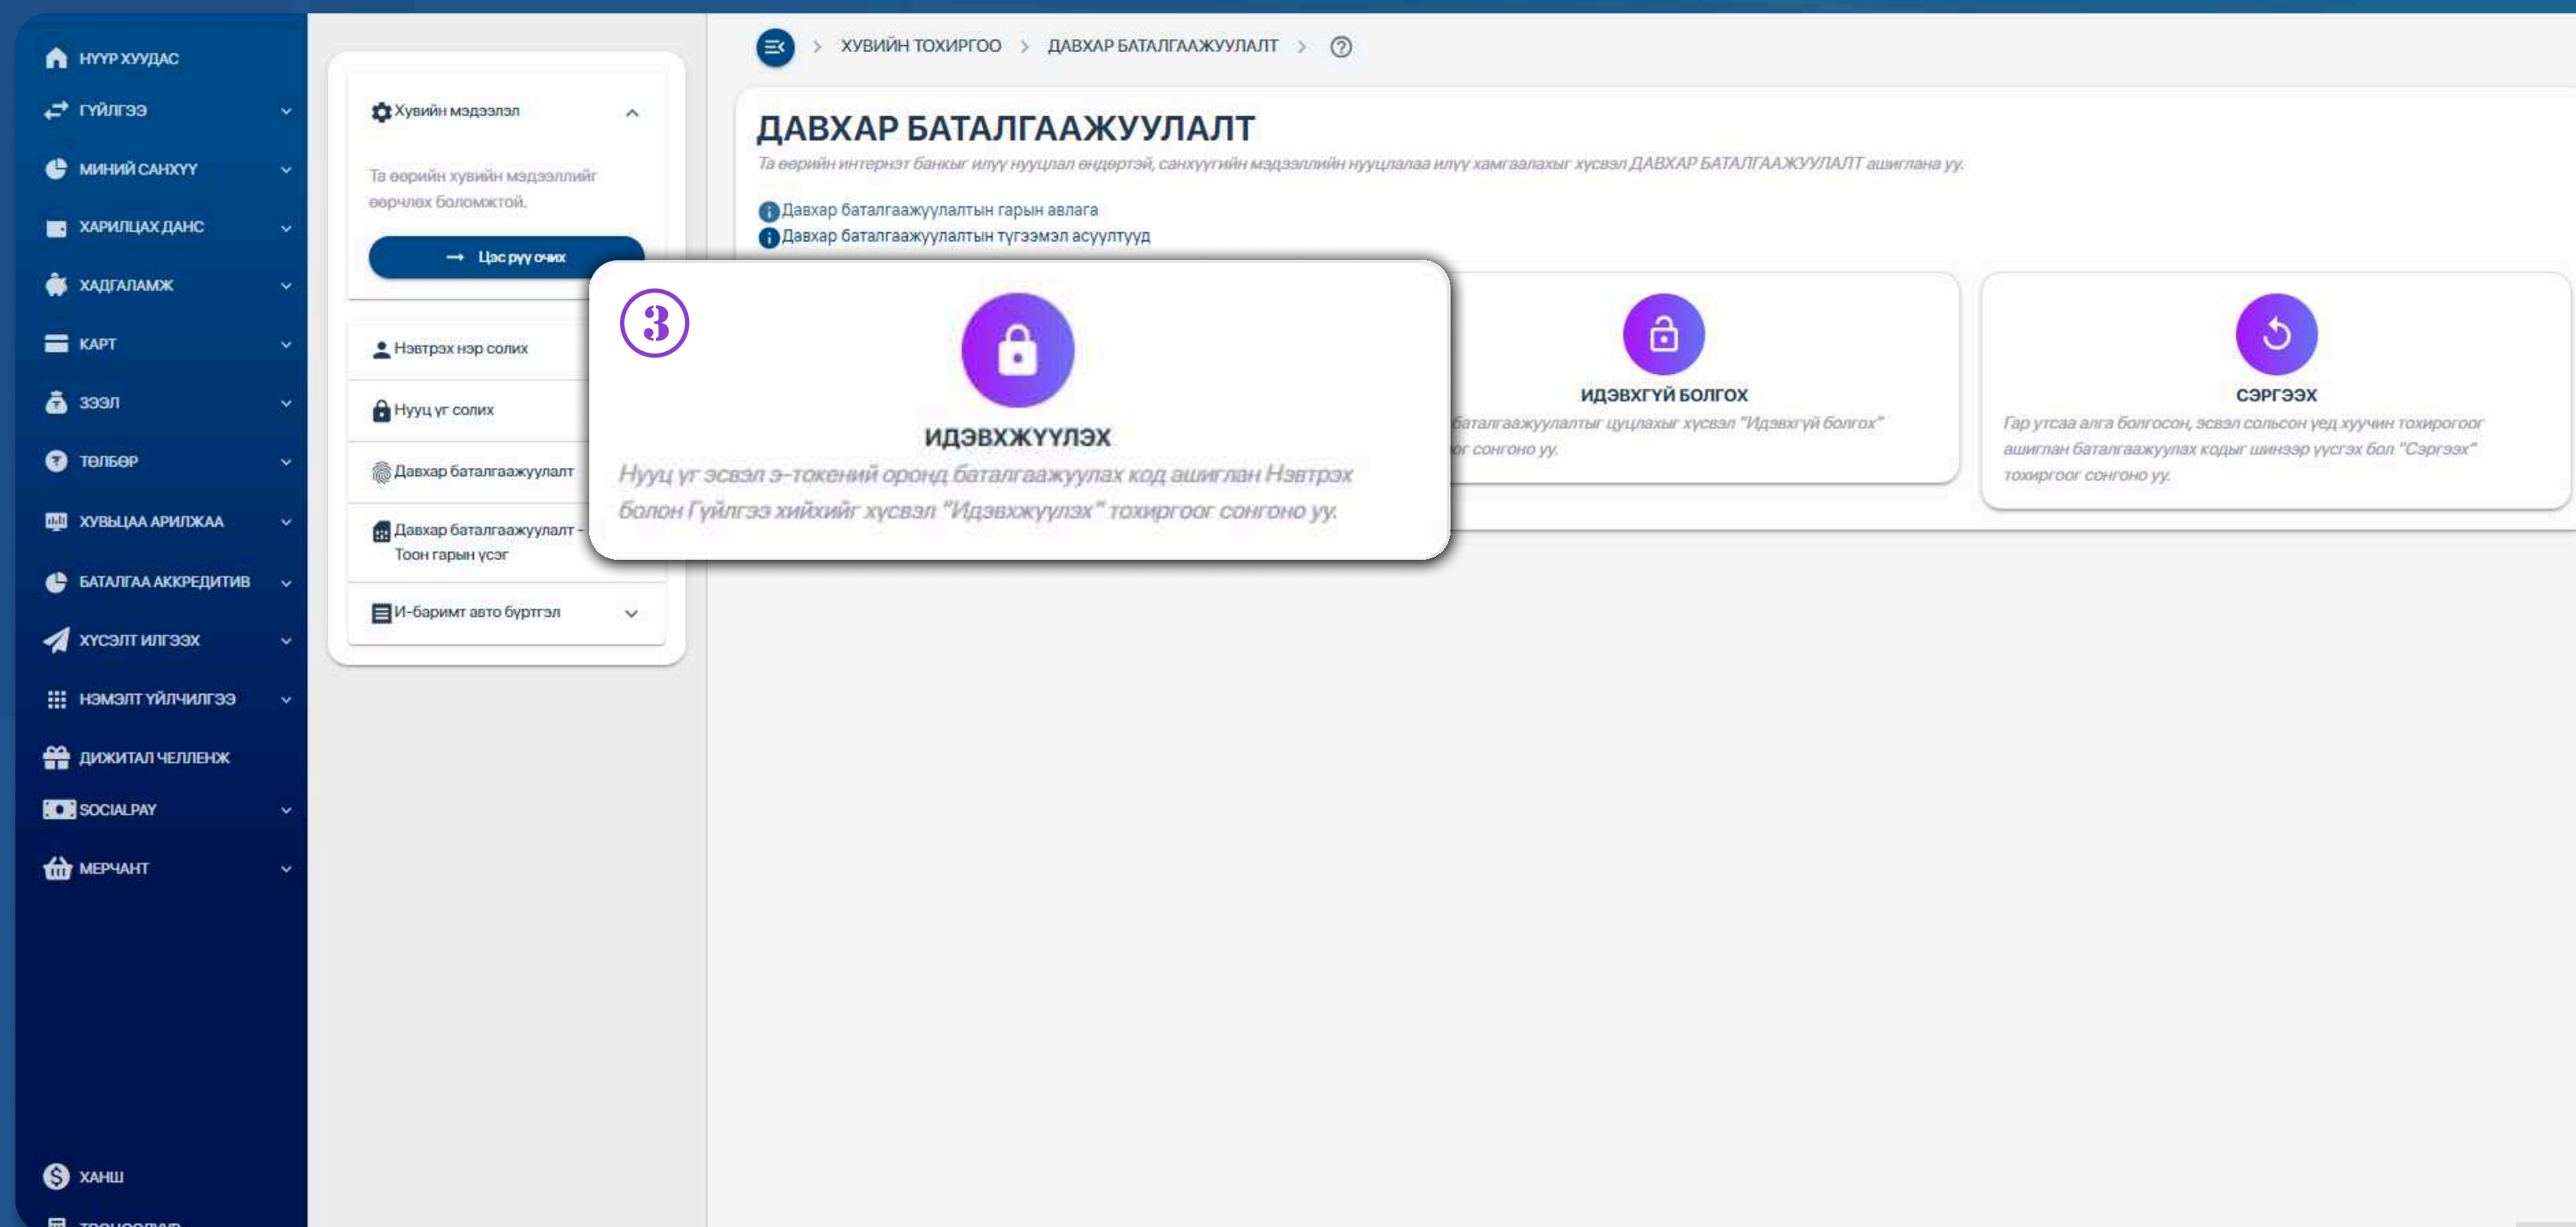 НҮҮР ХУУДАС
ГҮЙЛГЭЭ
МИНИЙ САНХҮҮ
ХАРИЛЦАХ ДАНС
ХАДГАЛАМЖ
КАРТ
ЗЭЭЛ
ТӨЛБӨР
ХУВЬЦАА АРИЛЖАА
БАТАЛГАА АККРЕДИТИВ
ХҮСЭЛТ ИЛГЭЭХ
НЭМЭЛТ ҮЙЛЧИЛГЭЭ
ДИЖИТАЛ ЧЕЛЛЕНЖ
SOCIALPAY
МЕРЧАНТ
ХАНШ
Хувийн мэдээлэл
Та өөрийн хувийн мэдээллийг
өөрчлөх боломжтой.
→ Цэс рүү очих
Нэвтрэх нэр солих
Нууц үг солих
Давхар баталгаажуулалт
Давхар баталгаажуулалт -
Тоон гарын үсэг
И-баримт авто бүртгэл
> ХУВИЙН ТОХИРГОО > ДАВХАР БАТАЛГААЖУУЛАЛТ >
ДАВХАР БАТАЛГААЖУУЛАЛТ
Та өөрийн интернэт банкыг илүү нууцлал өндөртэй, санхүүгийн мэдээллийн нууцлалаа илүү хамгаалахыг хүсвэл ДАВХАР БАТАЛГААЖУУЛАЛТ ашиглана уу.
Давхар баталгаажуулалтын гарын авлага
Давхар баталгаажуулалтын түгээмэл асуултууд
3
ИДЭВХЖҮҮЛЭХ
Нууц үг эсвэл э-токений оронд баталгаажуулах код ашиглан Нэвтрэх
болон Гүйлгээ хийхийг хүсвэл "Идэвхжүүлэх" тохиргоог сонгоно уу.
ИДЭВХГҮЙ БОЛГОХ
баталгаажуулалтыг цуцлахыг хүсвэл "Идэвхгүй болгох"
сонгоно уу.
СЭРГЭЭХ
Гар утсаа алга болгосон, эсвэл сольсон үед хуучин тохирогоог
ашиглан баталгаажуулах кодыг шинээр үүсгэх бол "Сэргээх"
тохиргоог сонгоно уу.